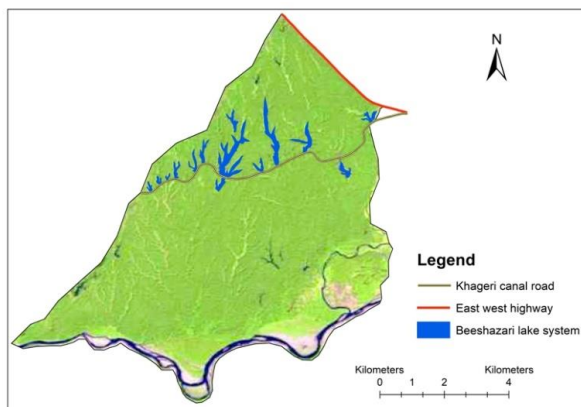 N
Legend
Khageri canal road
East west highway
Beeshazari lake system
Kilometers Kilometers
0 1 2 4